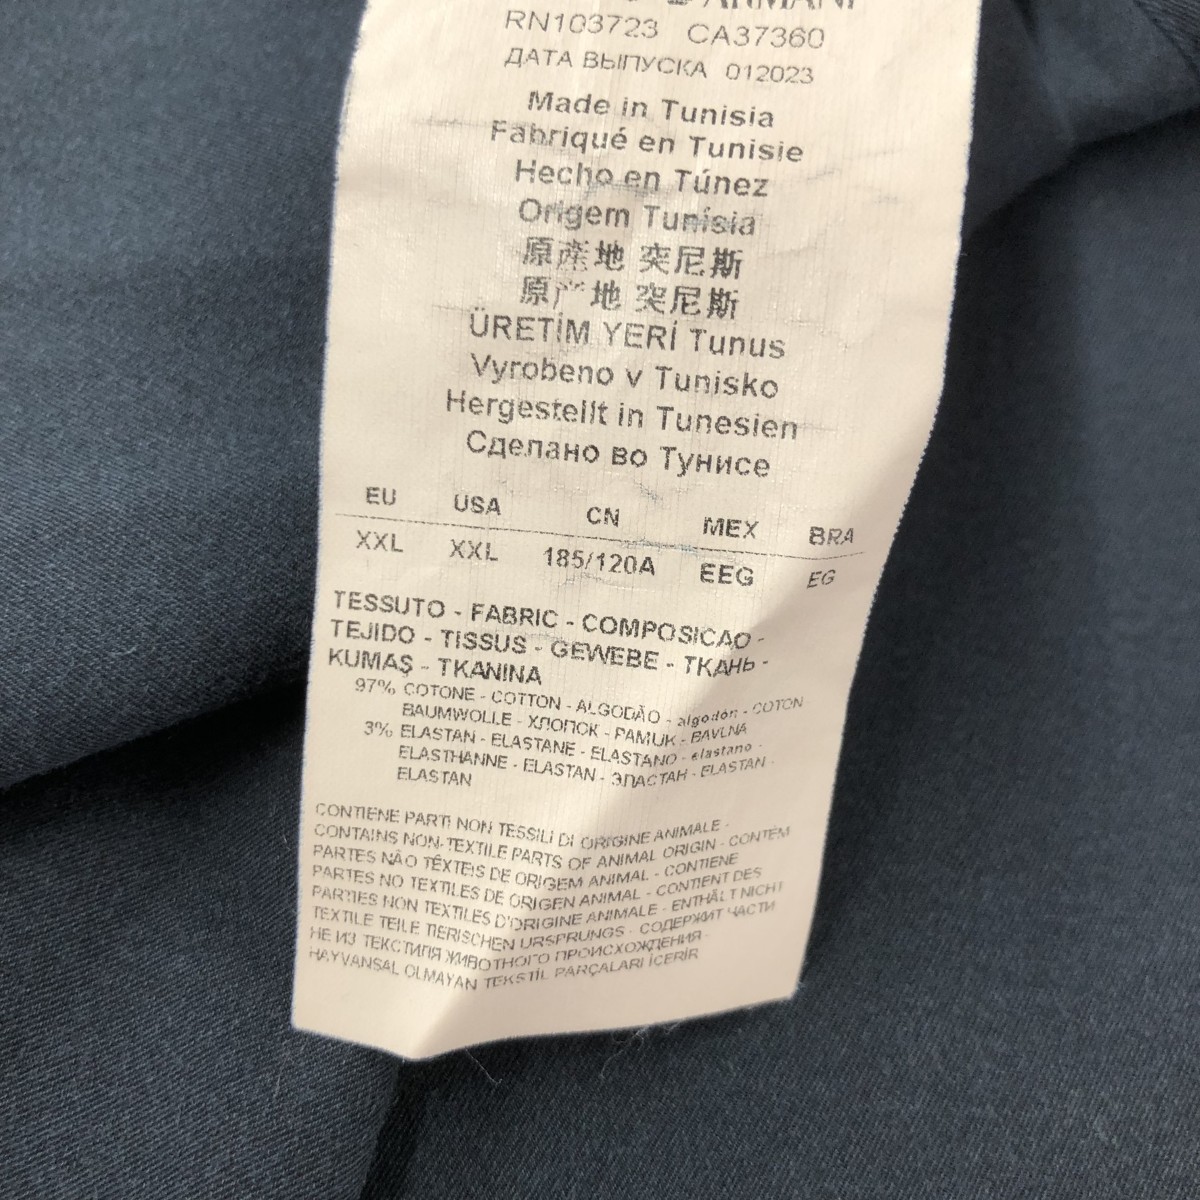 ARMANI
RN103723 CA37360
ДАТА ВЫПУСКА 012023
Made in Tunisia
Fabriqué en Tunisie
Hecho en Túnez
Origem Tunísia
原產地 突尼斯
原产地 突尼斯
ÜRETİM YERİ Tunus
Vyrobeno v Tunisko
Hergestellt in Tunesien
Сделано во Тунисе
EU USA CN MEX BRA
XXL XXL 185/120A EEG EG
TESSUTO - FABRIC - COMPOSICAO -
TEJIDO - TISSUS - GEWEBE - ТКАНЬ -
KUMAŞ - TKANINA
97% COTONE - COTTON - ALGODÃO - algodón - COTON
BAUMWOLLE - ХЛОПОК - PAMUK - BAVLNA
3% ELASTAN - ELASTANE - ELASTANO - elastano -
ELASTHANNE - ELASTAN - ЭЛАСТАН - ELASTAN -
ELASTAN
CONTIENE PARTI NON TESSILI DI ORIGINE ANIMALE -
CONTAINS NON-TEXTILE PARTS OF ANIMAL ORIGIN - CONTÉM
PARTES NÃO TÊXTEIS DE ORIGEM ANIMAL - CONTIENE
PARTES NO TEXTILES DE ORIGEN ANIMAL - CONTIENT DES
PARTIES NON TEXTILES D'ORIGINE ANIMALE - ENTHÄLT NICHT
TEXTILE TEILE TIERISCHEN URSPRUNGS - СОДЕРЖИТ ЧАСТИ
НЕ ИЗ ТЕКСТИЛЯ ЖИВОТНОГО ПРОИСХОЖДЕНИЯ -
HAYVANSAL OLMAYAN TEKSTİL PARÇALARI İCERİR